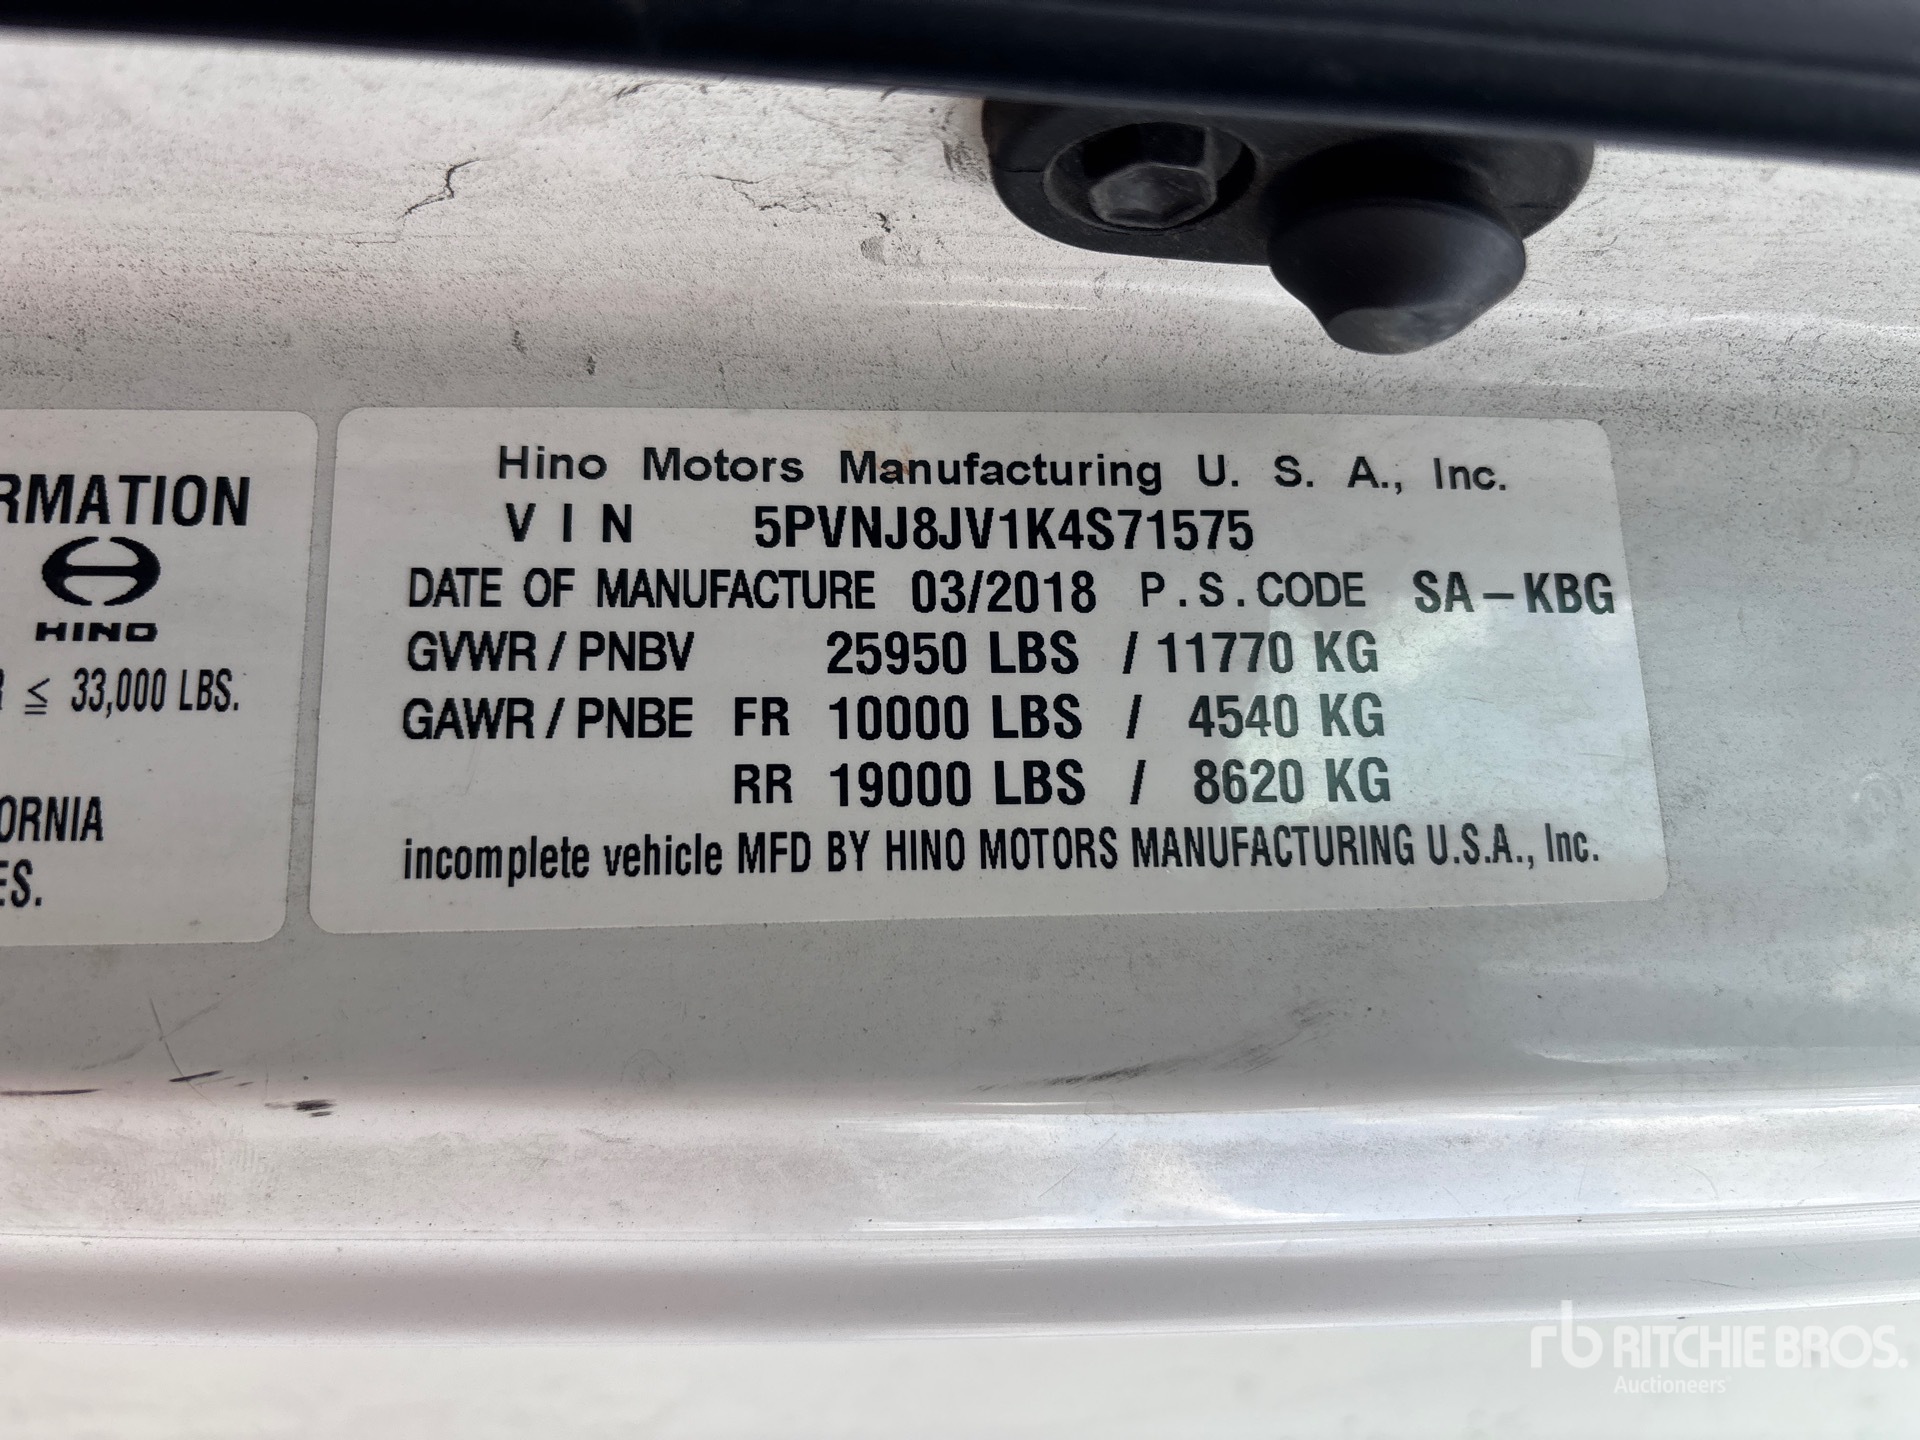 RMATION
HINO
R ≦ 33,000 LBS.
ORNIA
ES.
Hino Motors Manufacturing U. S. A., Inc.
VIN 5PVNJ8JV1K4S71575
DATE OF MANUFACTURE 03/2018 P.S.CODE SA-KBG
GVWR/PNBV 25950 LBS / 11770 KG
GAWR/PNBE FR 10000 LBS / 4540 KG
RR 19000 LBS / 8620 KG
incomplete vehicle MFD BY HINO MOTORS MANUFACTURING U.S.A., Inc.
rb RITCHIE BROS.
Auctioneers